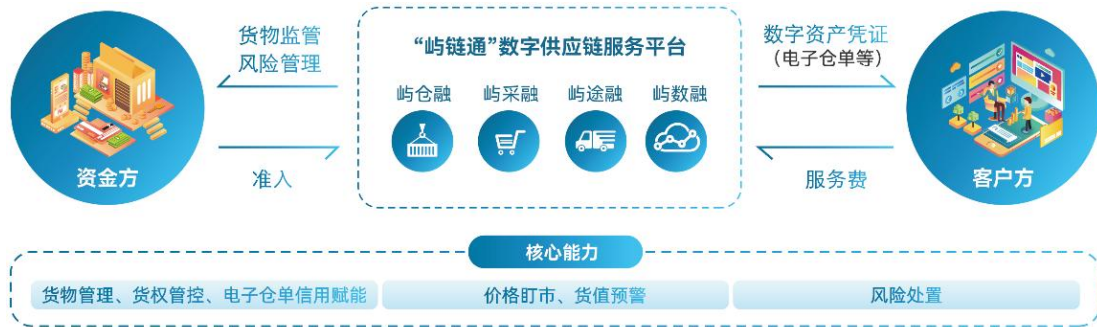 货物监管
风险管理
准入
资金方
“屿链通”数字供应链服务平台
屿仓融
屿采融
屿途融
屿数融
数字资产凭证
（电子仓单等）
服务费
客户方
核心能力
货物管理、货权管控、电子仓单信用赋能
价格盯市、货值预警
风险处置